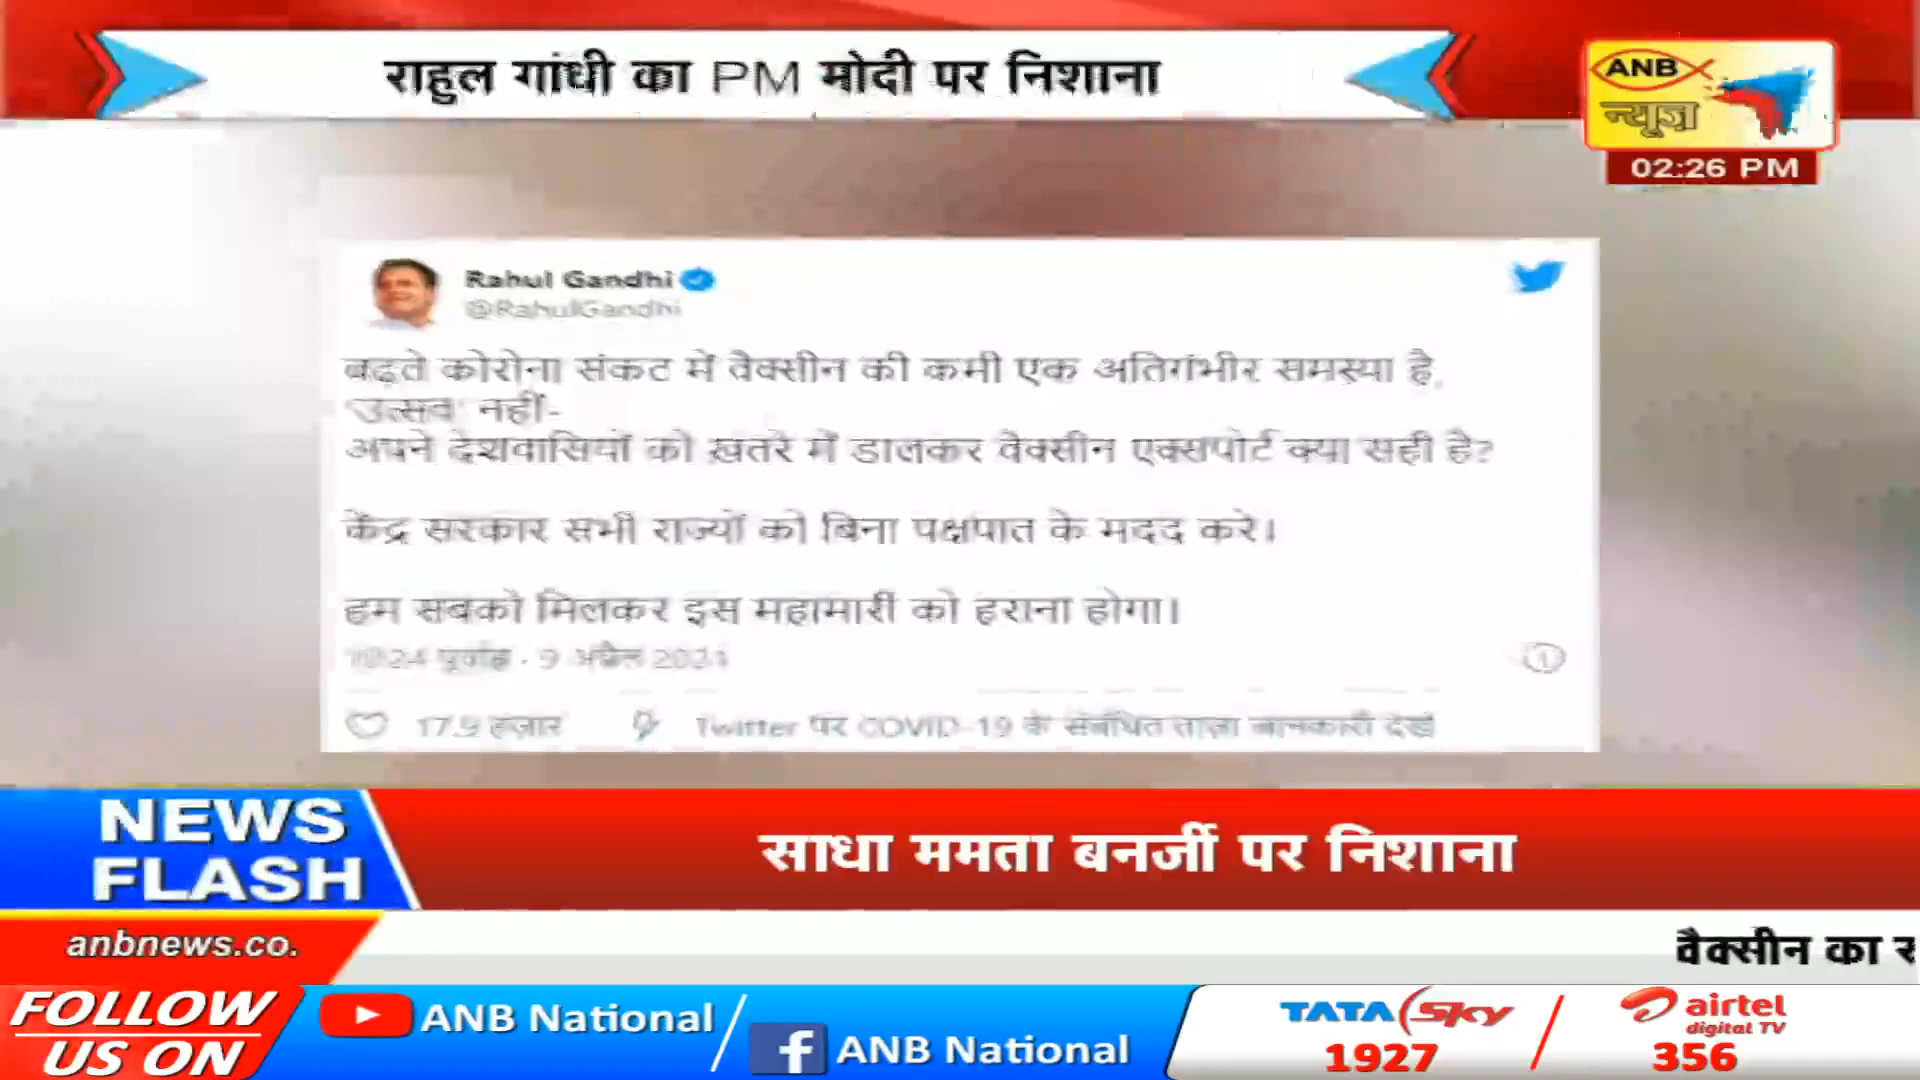 राहुल गांधी का PM मोदी पर निशाना
ANB
न्यूज़
02:26 PM
Rahul Gandhi
@RahulGandhi
बढ़ते कोरोना संकट में वैक्सीन की कमी एक अतिगंभीर समस्या है,
'उत्सव' नहीं-
अपने देशवासियों को ख़तरे में डालकर वैक्सीन एक्सपोर्ट क्या सही है?
केंद्र सरकार सभी राज्यों को बिना पक्षपात के मदद करे।
हम सबको मिलकर इस महामारी को हराना होगा।
10:24 पूर्वाह्न · 9 अप्रैल 2021
17.9 हज़ार
Twitter पर COVID-19 के संबंधित ताज़ा जानकारी देखें
NEWS
FLASH
साधा ममता बनर्जी पर निशाना
anbnews.co.
वैक्सीन का
FOLLOW
US ON
ANB National
ANB National
TATA Sky
1927
airtel
digital TV
356